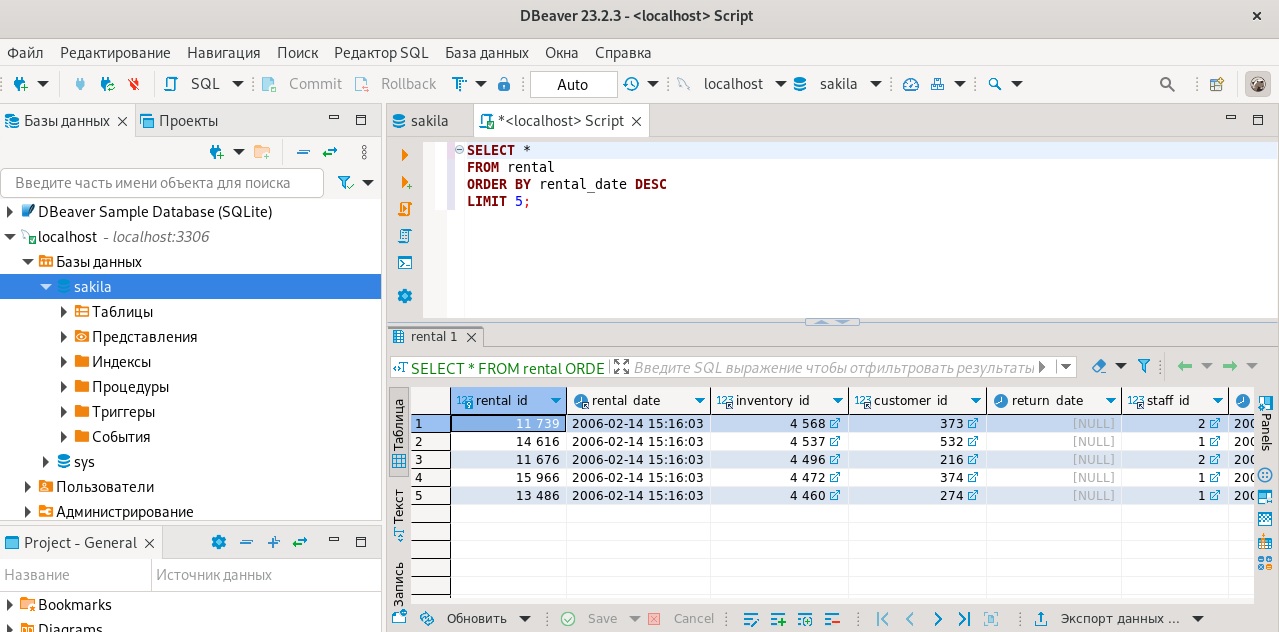 DBeaver 23.2.3 - <localhost> Script
Файл Редактирование Навигация Поиск Редактор SQL База данных Окна Справка
SQL Commit Rollback Auto localhost sakila
Базы данных Проекты
Введите часть имени объекта для поиска
DBeaver Sample Database (SQLite)
localhost - localhost:3306
Базы данных
sakila
Таблицы
Представления
Индексы
Процедуры
Триггеры
События
sys
Пользователи
Администрирование
Project - General
Название Источник данных
Bookmarks
Diagrams
sakila *<localhost> Script
SELECT *
FROM rental
ORDER BY rental_date DESC
LIMIT 5;
rental 1
SELECT * FROM rental ORDE Введите SQL выражение чтобы отфильтровать результаты
Таблица
Текст
Запись
rental_id rental_date inventory_id customer_id return_date staff_id
1 11 739 2006-02-14 15:16:03 4 568 373 [NULL] 2 200
2 14 616 2006-02-14 15:16:03 4 537 532 [NULL] 1 200
3 11 676 2006-02-14 15:16:03 4 496 216 [NULL] 2 200
4 15 966 2006-02-14 15:16:03 4 472 374 [NULL] 1 200
5 13 486 2006-02-14 15:16:03 4 460 274 [NULL] 1 200
Panels
Обновить Save Cancel Экспорт данных ...